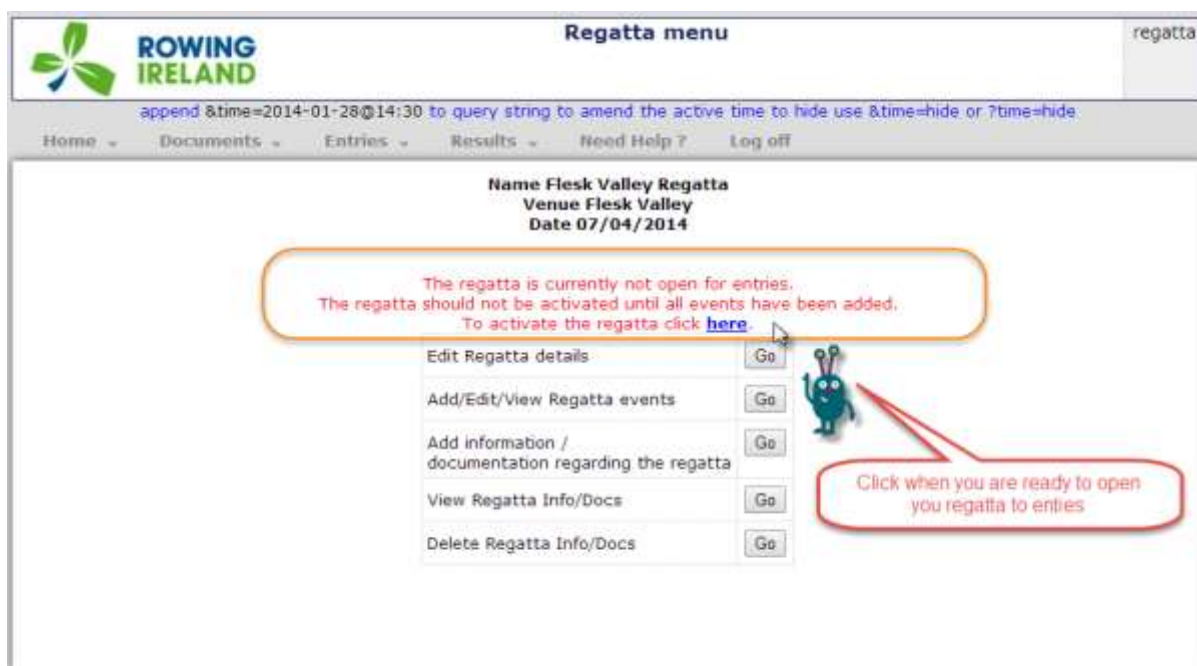 ROWING
IRELAND
Regatta menu
regatta
append &time=2014-01-28@14:30 to query string to amend the active time to hide use &time=hide or ?time=hide
Home
Documents
Entries
Results
Need Help ?
Log off
Name Flesk Valley Regatta
Venue Flesk Valley
Date 07/04/2014
The regatta is currently not open for entries.
The regatta should not be activated until all events have been added.
To activate the regatta click here.
Edit Regatta details Go
Add/Edit/View Regatta events Go
Add information / Go
documentation regarding the regatta
View Regatta Info/Docs Go
Delete Regatta Info/Docs Go
Click when you are ready to open
you regatta to enties